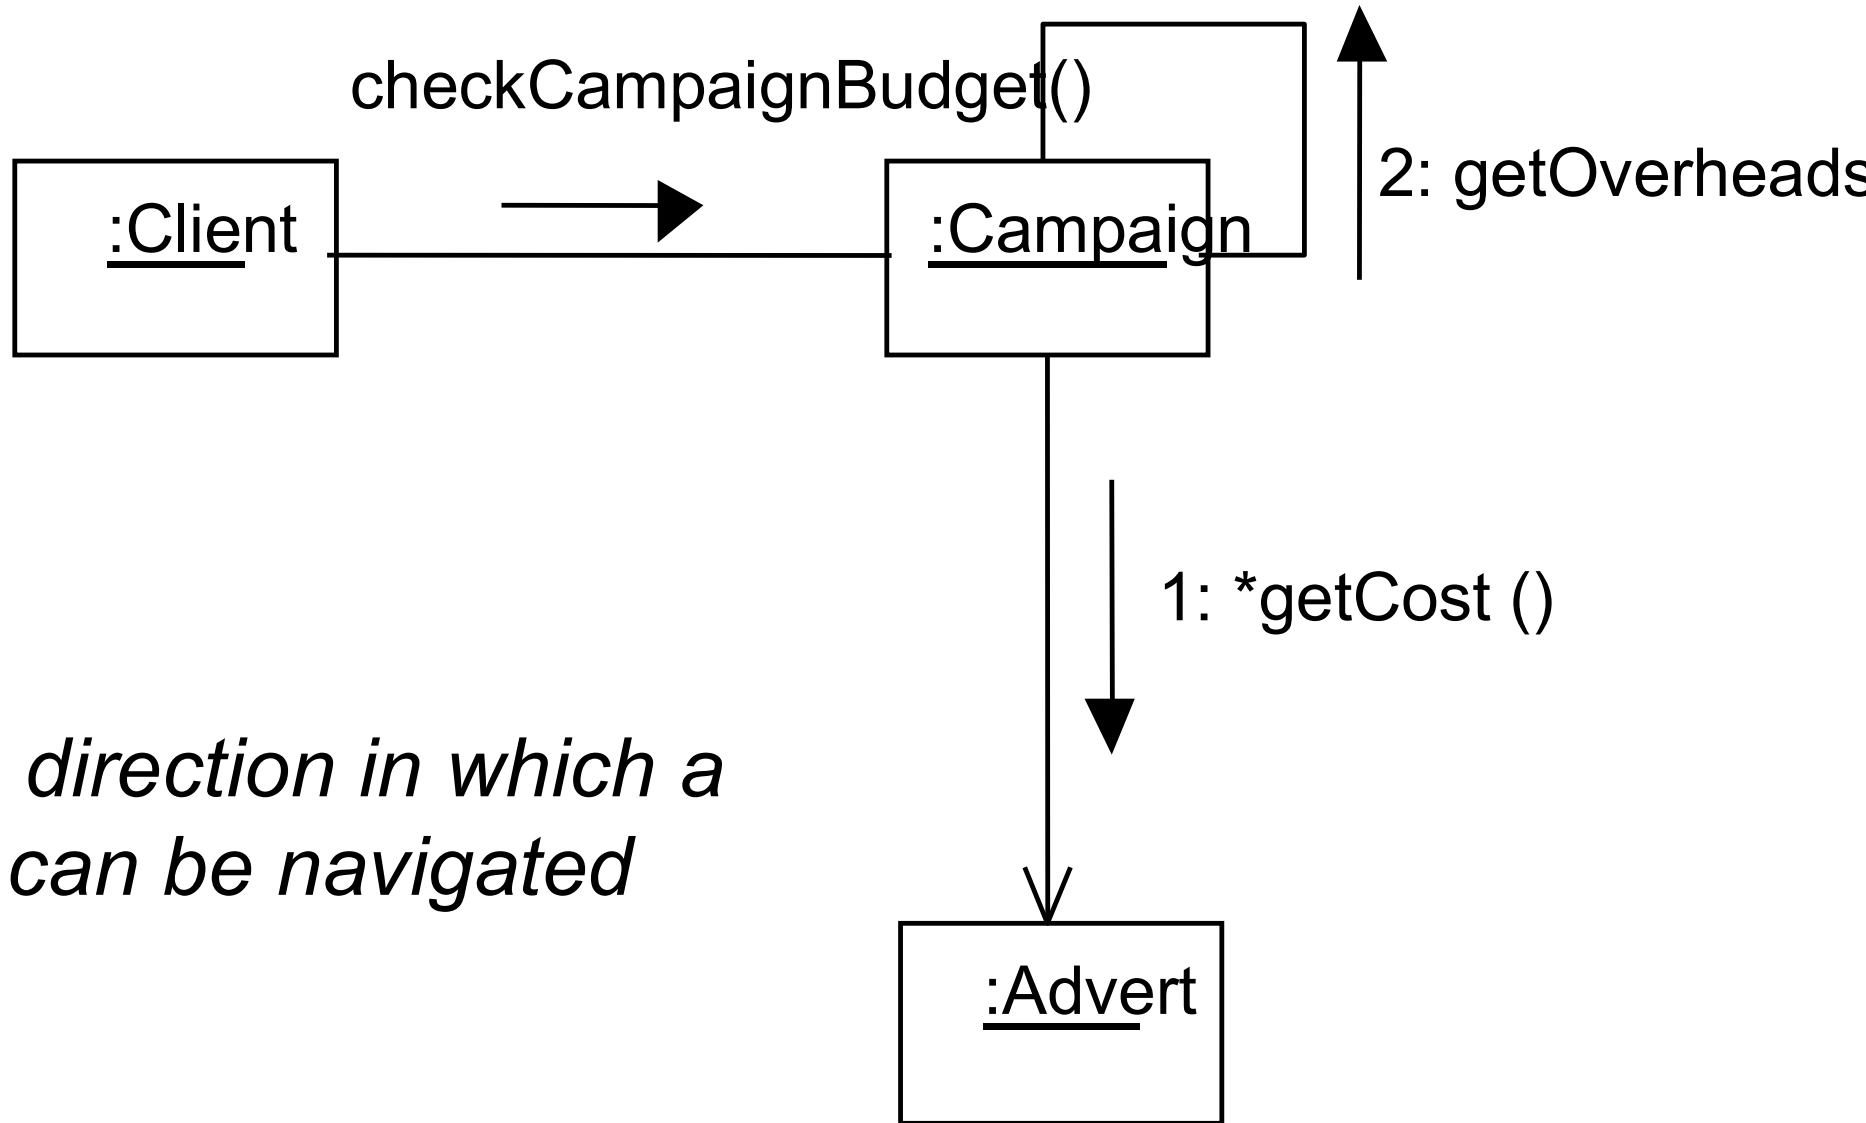 checkCampaignBudget()
2: getOverheads
:Client
:Campaign
1: *getCost ()
direction in which a
can be navigated
:Advert